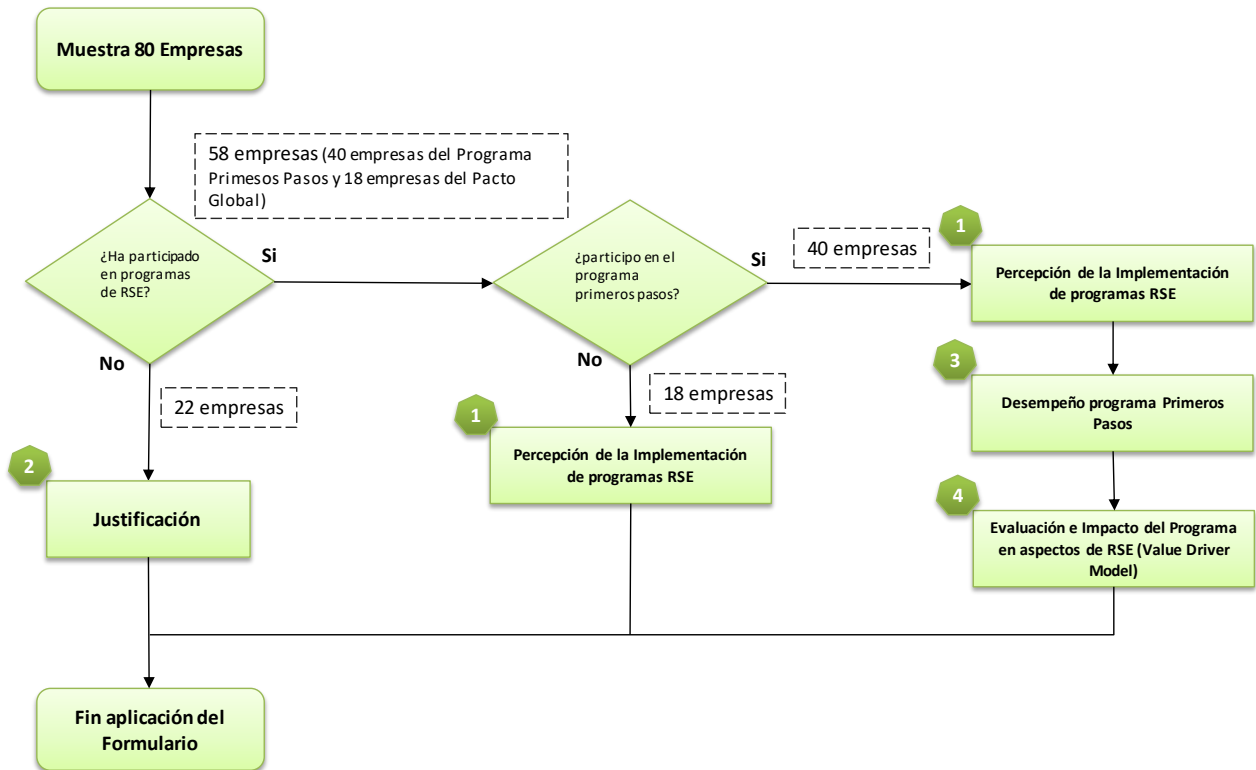 Muestra 80 Empresas
58 empresas (40 empresas del Programa
Primesos Pasos y 18 empresas del Pacto
Global)
¿Ha participado
en programas
de RSE?
Si
¿participo en el
programa
primeros pasos?
Si
40 empresas
1
Percepción de la Implementación
de programas RSE
No
22 empresas
No
18 empresas
3
Desempeño programa Primeros
Pasos
1
Percepción de la Implementación
de programas RSE
2
Justificación
4
Evaluación e Impacto del Programa
en aspectos de RSE (Value Driver
Model)
Fin aplicación del
Formulario